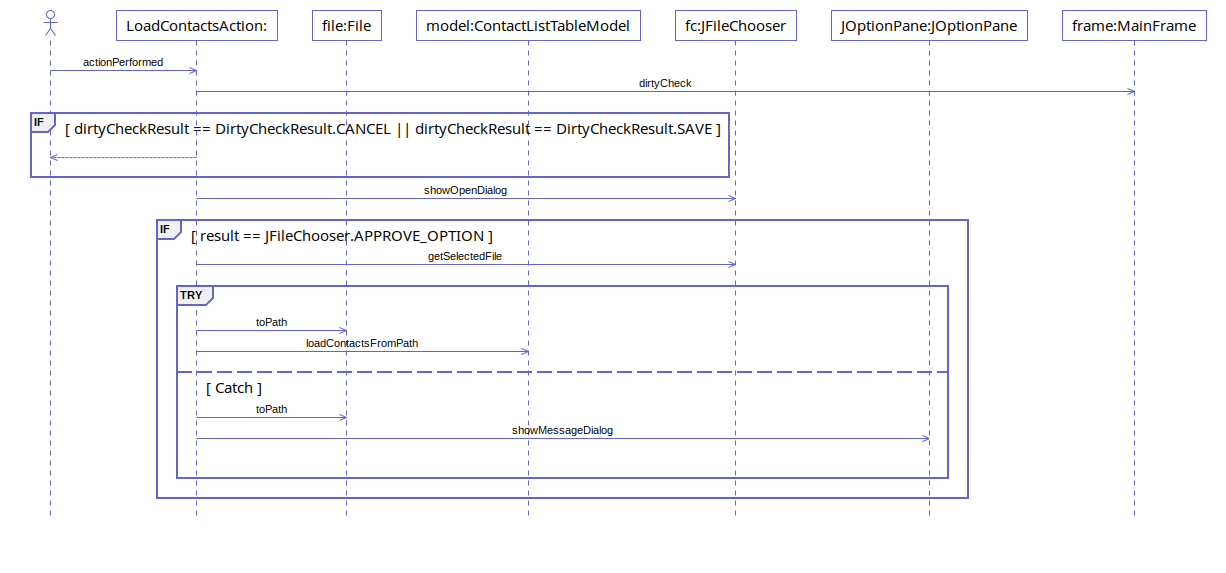 LoadContactsAction: file:File model:ContactListTableModel fc:JFileChooser JOptionPane:JOptionPane frame:MainFrame
actionPerformed
dirtyCheck
IF [ dirtyCheckResult == DirtyCheckResult.CANCEL || dirtyCheckResult == DirtyCheckResult.SAVE ]
showOpenDialog
IF [ result == JFileChooser.APPROVE_OPTION ]
getSelectedFile
TRY
toPath
loadContactsFromPath
[ Catch ]
toPath
showMessageDialog